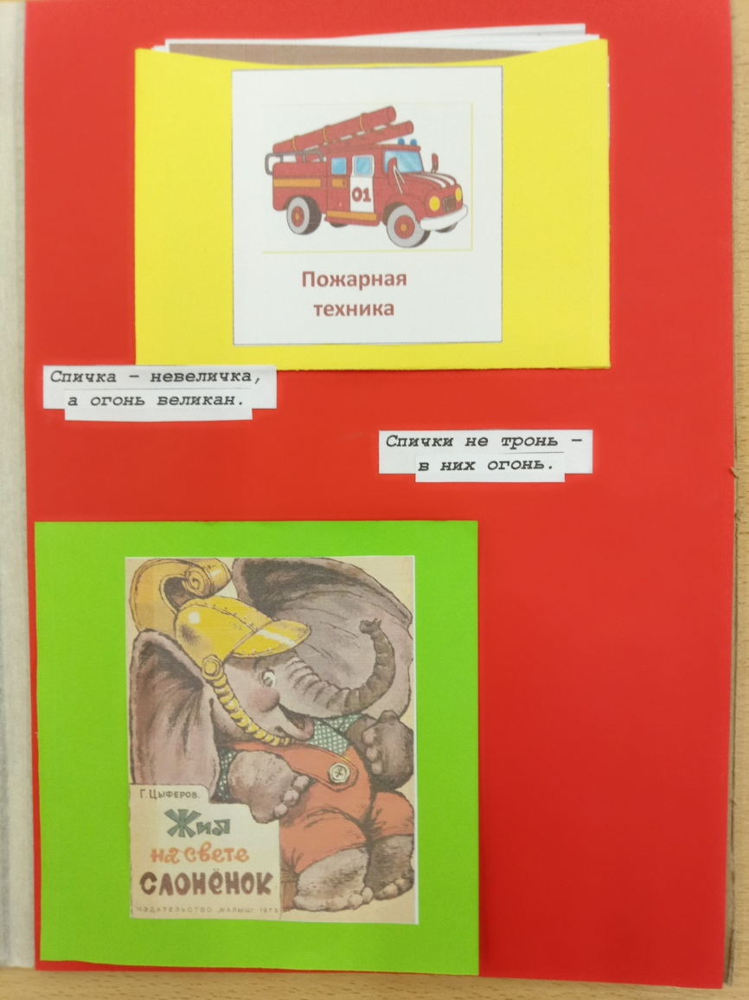 01
Пожарная
техника
Спичка – невеличка,
а огонь великан.
Спички не тронь –
в них огонь.
Г. Цыферов.
Жил
на свете
слонёнок
ИЗДАТЕЛЬСТВО „МАЛЫШ" · 1975